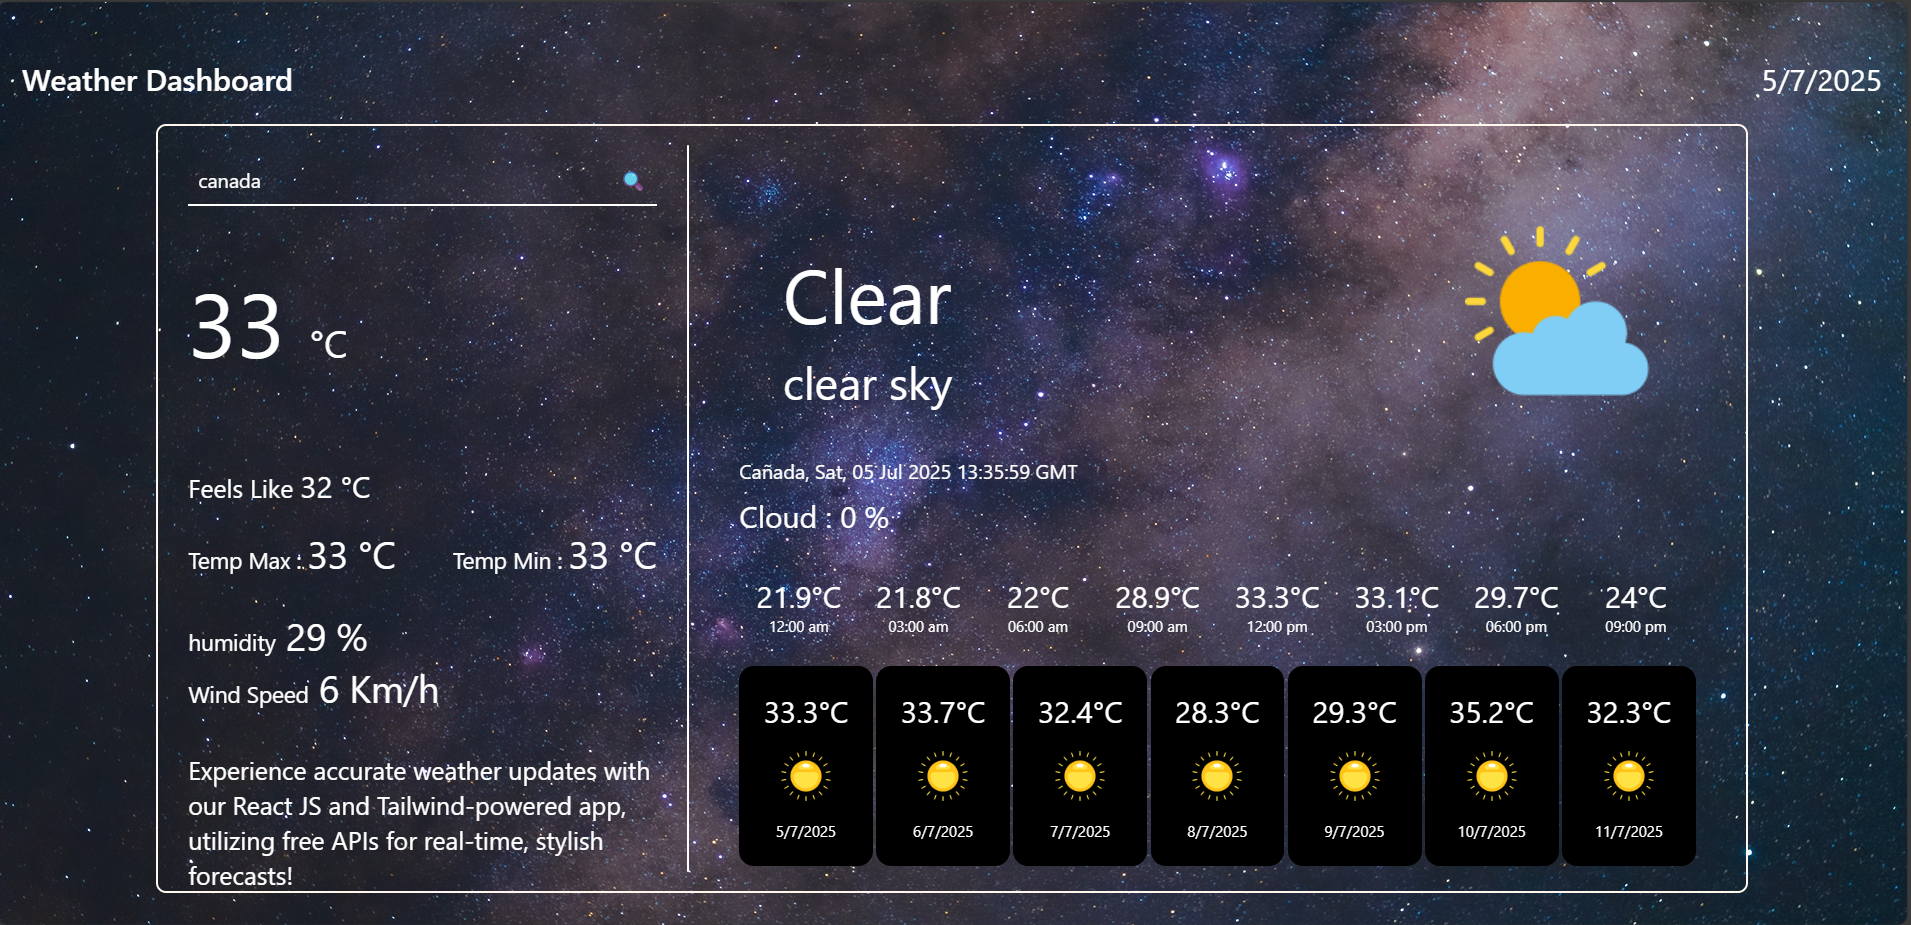 Weather Dashboard
5/7/2025
canada
33 °C
Feels Like 32 °C
Temp Max : 33 °C Temp Min : 33 °C
humidity 29 %
Wind Speed 6 Km/h
Experience accurate weather updates with
our React JS and Tailwind-powered app,
utilizing free APIs for real-time, stylish
forecasts!
Clear
clear sky
Cañada, Sat, 05 Jul 2025 13:35:59 GMT
Cloud : 0 %
21.9°C 21.8°C 22°C 28.9°C 33.3°C 33.1°C 29.7°C 24°C
12:00 am 03:00 am 06:00 am 09:00 am 12:00 pm 03:00 pm 06:00 pm 09:00 pm
33.3°C 33.7°C 32.4°C 28.3°C 29.3°C 35.2°C 32.3°C
5/7/2025 6/7/2025 7/7/2025 8/7/2025 9/7/2025 10/7/2025 11/7/2025